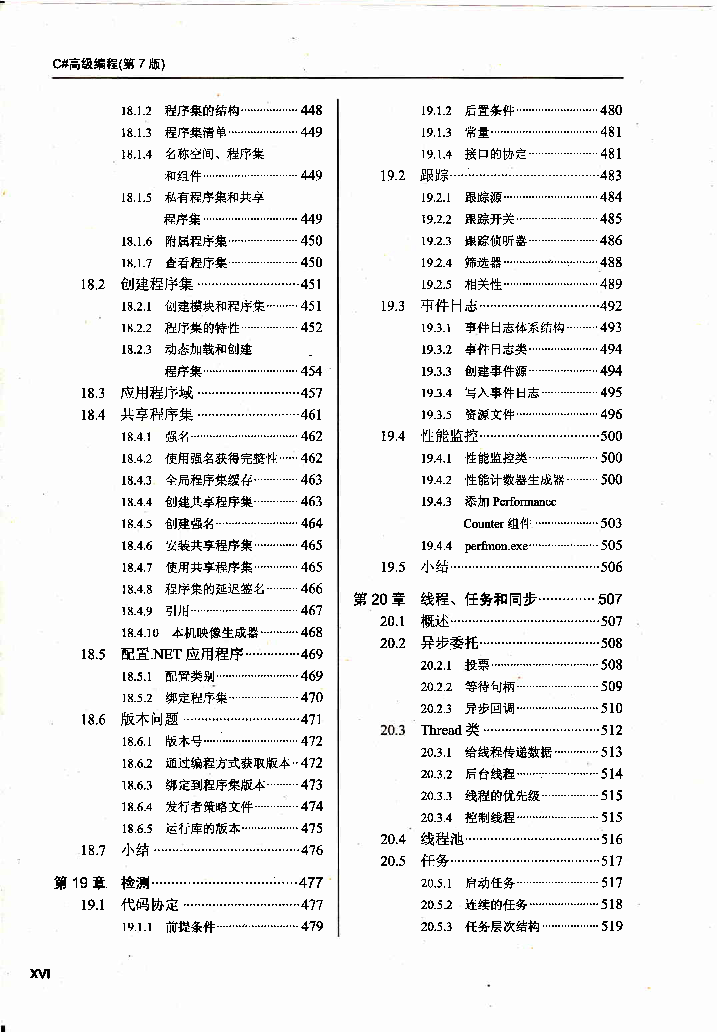 C#高级编程(第 7 版)
18.1.2 程序集的结构················ 448
18.1.3 程序集清单··················· 449
18.1.4 名称空间、程序集
和组件·························· 449
18.1.5 私有程序集和共享
程序集·························· 449
18.1.6 附属程序集··················· 450
18.1.7 查看程序集··················· 450
18.2 创建程序集 ························451
18.2.1 创建模块和程序集········· 451
18.2.2 程序集的特性················ 452
18.2.3 动态加载和创建
程序集·························· 454
18.3 应用程序域 ························457
18.4 共享程序集 ························461
18.4.1 强名······························ 462
18.4.2 使用强名获得完整性······ 462
18.4.3 全局程序集缓存············ 463
18.4.4 创建共享程序集············ 463
18.4.5 创建强名······················· 464
18.4.6 安装共享程序集············ 465
18.4.7 使用共享程序集············ 465
18.4.8 程序集的延迟签名········· 466
18.4.9 引用······························ 467
18.4.10 本机映像生成器··········· 468
18.5 配置.NET 应用程序·············469
18.5.1 配置类别······················· 469
18.5.2 绑定程序集··················· 470
18.6 版本问题 ···························471
18.6.1 版本号·························· 472
18.6.2 通过编程方式获取版本·· 472
18.6.3 绑定到程序集版本········· 473
18.6.4 发行者策略文件············ 474
18.6.5 运行库的版本················ 475
18.7 小结 ··································476
第 19 章 检测··································477
19.1 代码协定 ···························477
19.1.1 前提条件······················· 479
19.1.2 后置条件······················· 480
19.1.3 常量······························ 481
19.1.4 接口的协定··················· 481
19.2 跟踪···································483
19.2.1 跟踪源·························· 484
19.2.2 跟踪开关······················· 485
19.2.3 跟踪侦听器··················· 486
19.2.4 筛选器·························· 488
19.2.5 相关性·························· 489
19.3 事件日志····························492
19.3.1 事件日志体系结构········· 493
19.3.2 事件日志类··················· 494
19.3.3 创建事件源··················· 494
19.3.4 写入事件日志················ 495
19.3.5 资源文件······················· 496
19.4 性能监控····························500
19.4.1 性能监控类··················· 500
19.4.2 性能计数器生成器········· 500
19.4.3 添加 Performance
Counter 组件 ·················· 503
19.4.4 perfmon.exe···················· 505
19.5 小结···································506
第 20 章 线程、任务和同步············· 507
20.1 概述···································507
20.2 异步委托····························508
20.2.1 投票······························ 508
20.2.2 等待句柄······················· 509
20.2.3 异步回调······················· 510
20.3 Thread 类 ···························512
20.3.1 给线程传递数据············ 513
20.3.2 后台线程······················· 514
20.3.3 线程的优先级················ 515
20.3.4 控制线程······················· 515
20.4 线程池································516
20.5 任务···································517
20.5.1 启动任务······················· 517
20.5.2 连续的任务··················· 518
20.5.3 任务层次结构················ 519
XVI